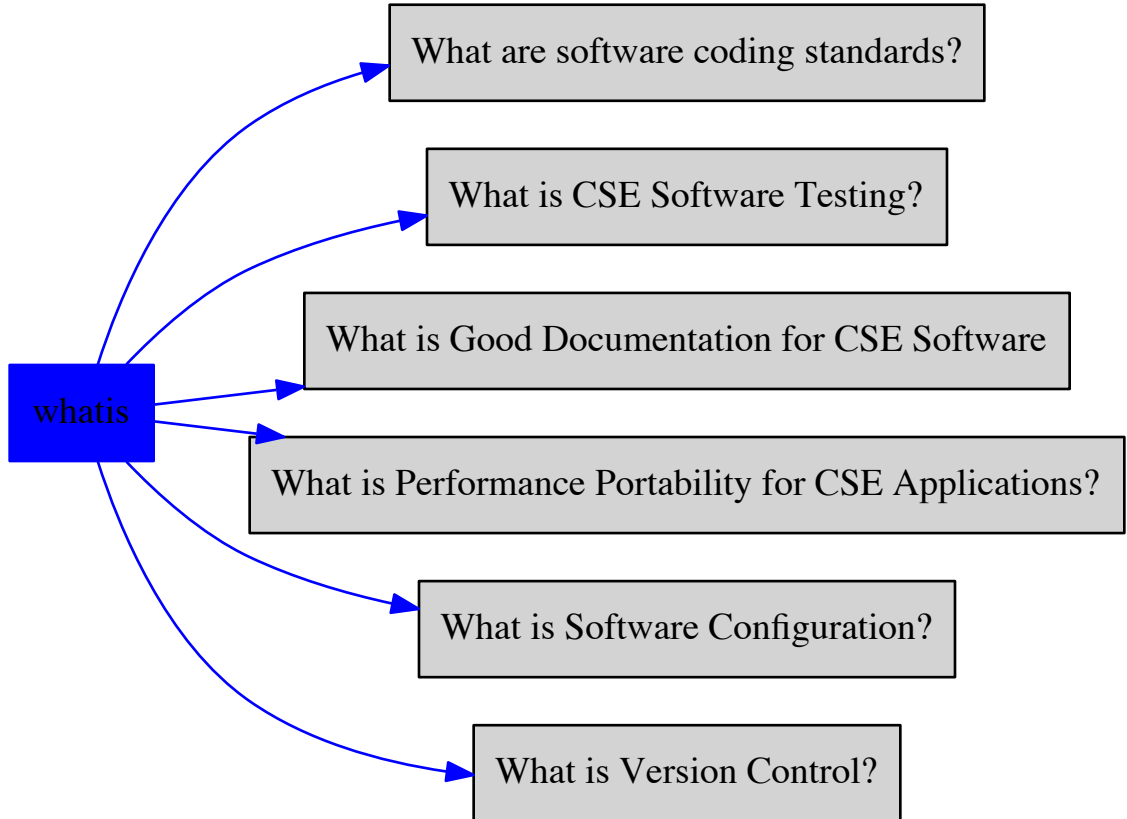 What are software coding standards?
What is CSE Software Testing?
What is Good Documentation for CSE Software
whatis
What is Performance Portability for CSE Applications?
What is Software Configuration?
What is Version Control?